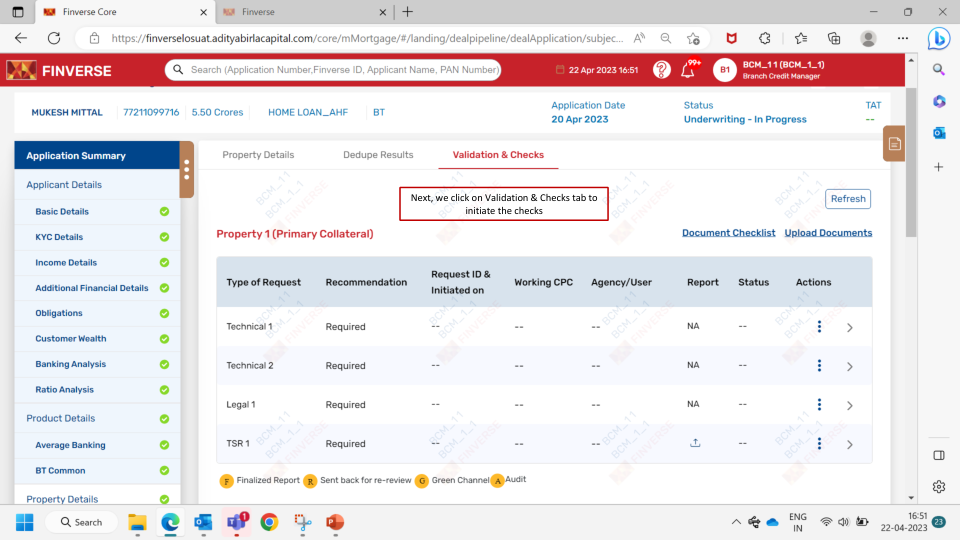 Finverse Core
Finverse
https://finverselosuat.adityabirlacapital.com/core/mMortgage/#/landing/dealpipeline/dealApplication/subjec...
FINVERSE
Search (Application Number,Finverse ID, Applicant Name, PAN Number)
22 Apr 2023 16:51
99+
B1
BCM_1 1 (BCM_1_1)
Branch Credit Manager
MUKESH MITTAL
77211099716
5.50 Crores
HOME LOAN_AHF
BT
Application Date
20 Apr 2023
Status
Underwriting - In Progress
TAT
--
Application Summary
Applicant Details
Basic Details
KYC Details
Income Details
Additional Financial Details
Obligations
Customer Wealth
Banking Analysis
Ratio Analysis
Product Details
Average Banking
BT Common
Property Details
Property Details
Dedupe Results
Validation & Checks
Next, we click on Validation & Checks tab to
initiate the checks
Refresh
Property 1 (Primary Collateral)
Document Checklist
Upload Documents
Type of Request Recommendation Request ID & Initiated on Working CPC Agency/User Report Status Actions
Technical 1 Required -- -- -- NA --
Technical 2 Required -- -- -- NA --
Legal 1 Required -- -- -- NA --
TSR 1 Required -- -- -- --
F Finalized Report R Sent back for re-review G Green Channel A Audit
BCM_1 1
BCM_1_1
FINVERSE
Search
1
ENG
IN
16:51
22-04-2023
23